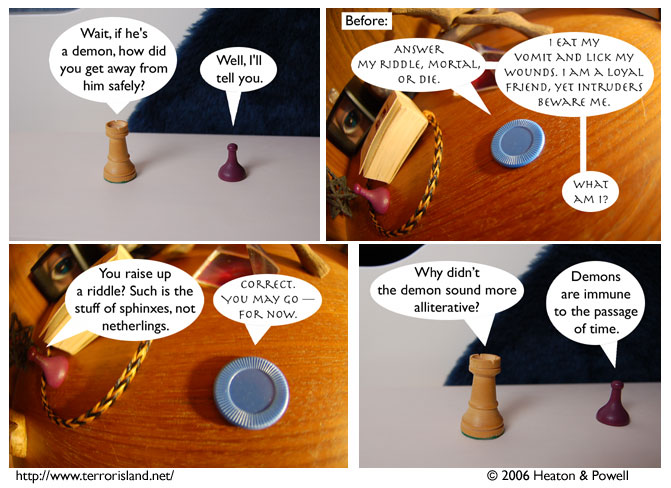 Wait, if he's
a demon, how did
you get away from
him safely?
Well, I'll
tell you.
Before:
Answer
my riddle, mortal,
or die.
I eat my
vomit and lick my
wounds. I am a loyal
friend, yet intruders
beware me.
What
am I?
You raise up
a riddle? Such is the
stuff of sphinxes, not
netherlings.
Correct.
You may go —
for now.
Why didn't
the demon sound more
alliterative?
Demons
are immune
to the passage
of time.
http://www.terrorisland.net/
© 2006 Heaton & Powell